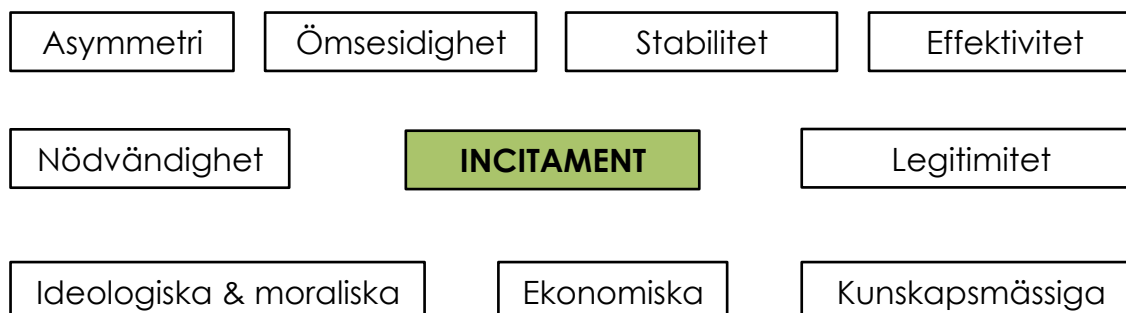 Asymmetri Ömsesidighet Stabilitet Effektivitet
Nödvändighet INCITAMENT Legitimitet
Ideologiska & moraliska Ekonomiska Kunskapsmässiga